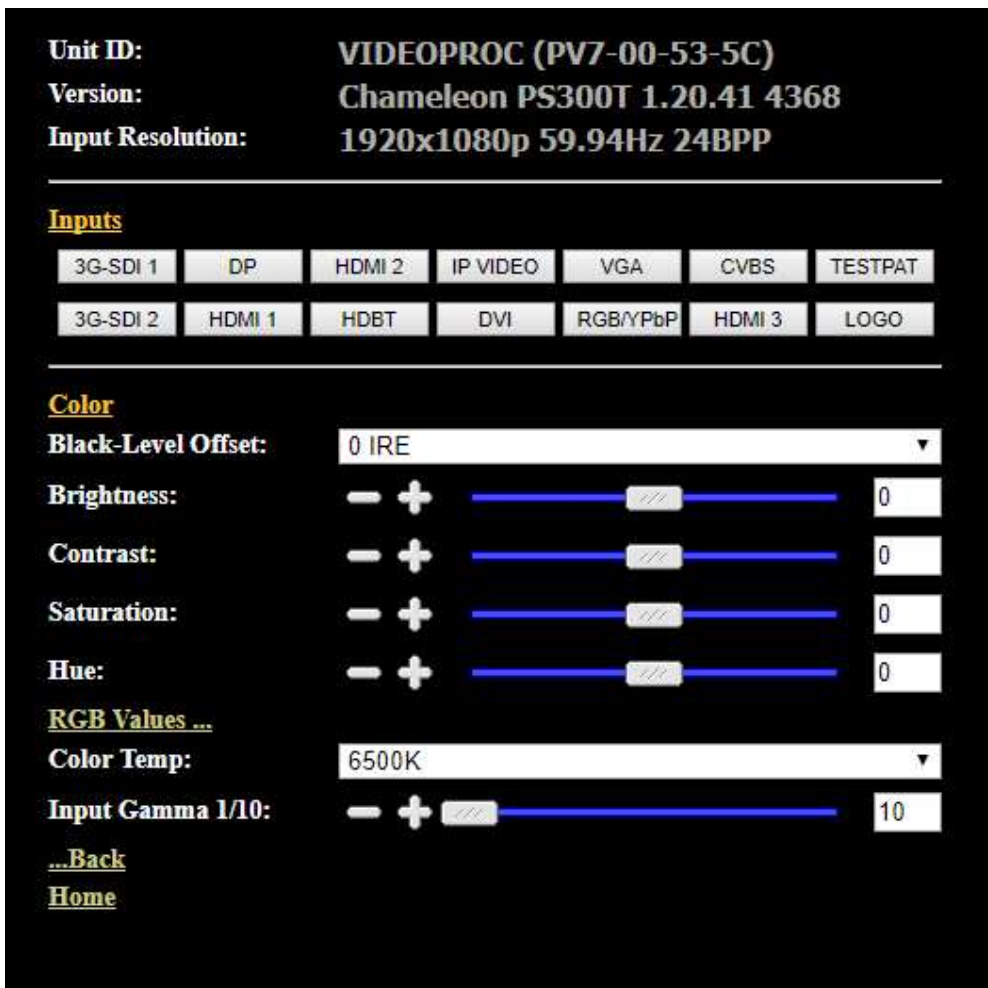 Unit ID: VIDEOPROC (PV7-00-53-5C)
Version: Chameleon PS300T 1.20.41 4368
Input Resolution: 1920x1080p 59.94Hz 24BPP
Inputs
3G-SDI 1 DP HDMI 2 IP VIDEO VGA CVBS TESTPAT
3G-SDI 2 HDMI 1 HDBT DVI RGB/YPbP HDMI 3 LOGO
Color
Black-Level Offset: 0 IRE
Brightness: 0
Contrast: 0
Saturation: 0
Hue: 0
RGB Values ...
Color Temp: 6500K
Input Gamma 1/10: 10
...Back
Home